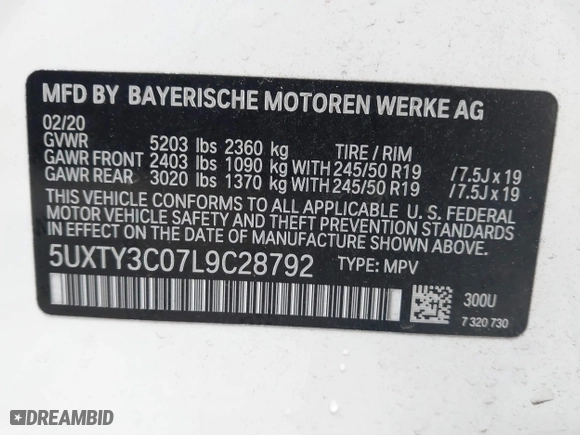 MFD BY BAYERISCHE MOTOREN WERKE AG
02/20
GVWR 5203 lbs 2360 kg TIRE / RIM
GAWR FRONT 2403 lbs 1090 kg WITH 245/50 R19 / 7.5J x 19
GAWR REAR 3020 lbs 1370 kg WITH 245/50 R19 / 7.5J x 19
THIS VEHICLE CONFORMS TO ALL APPLICABLE U. S. FEDERAL
MOTOR VEHICLE SAFETY AND THEFT PREVENTION STANDARDS
IN EFFECT ON THE DATE OF MANUFACTURE SHOWN ABOVE.
5UXTY3C07L9C28792 TYPE: MPV
300U
7 320 730
DREAMBID